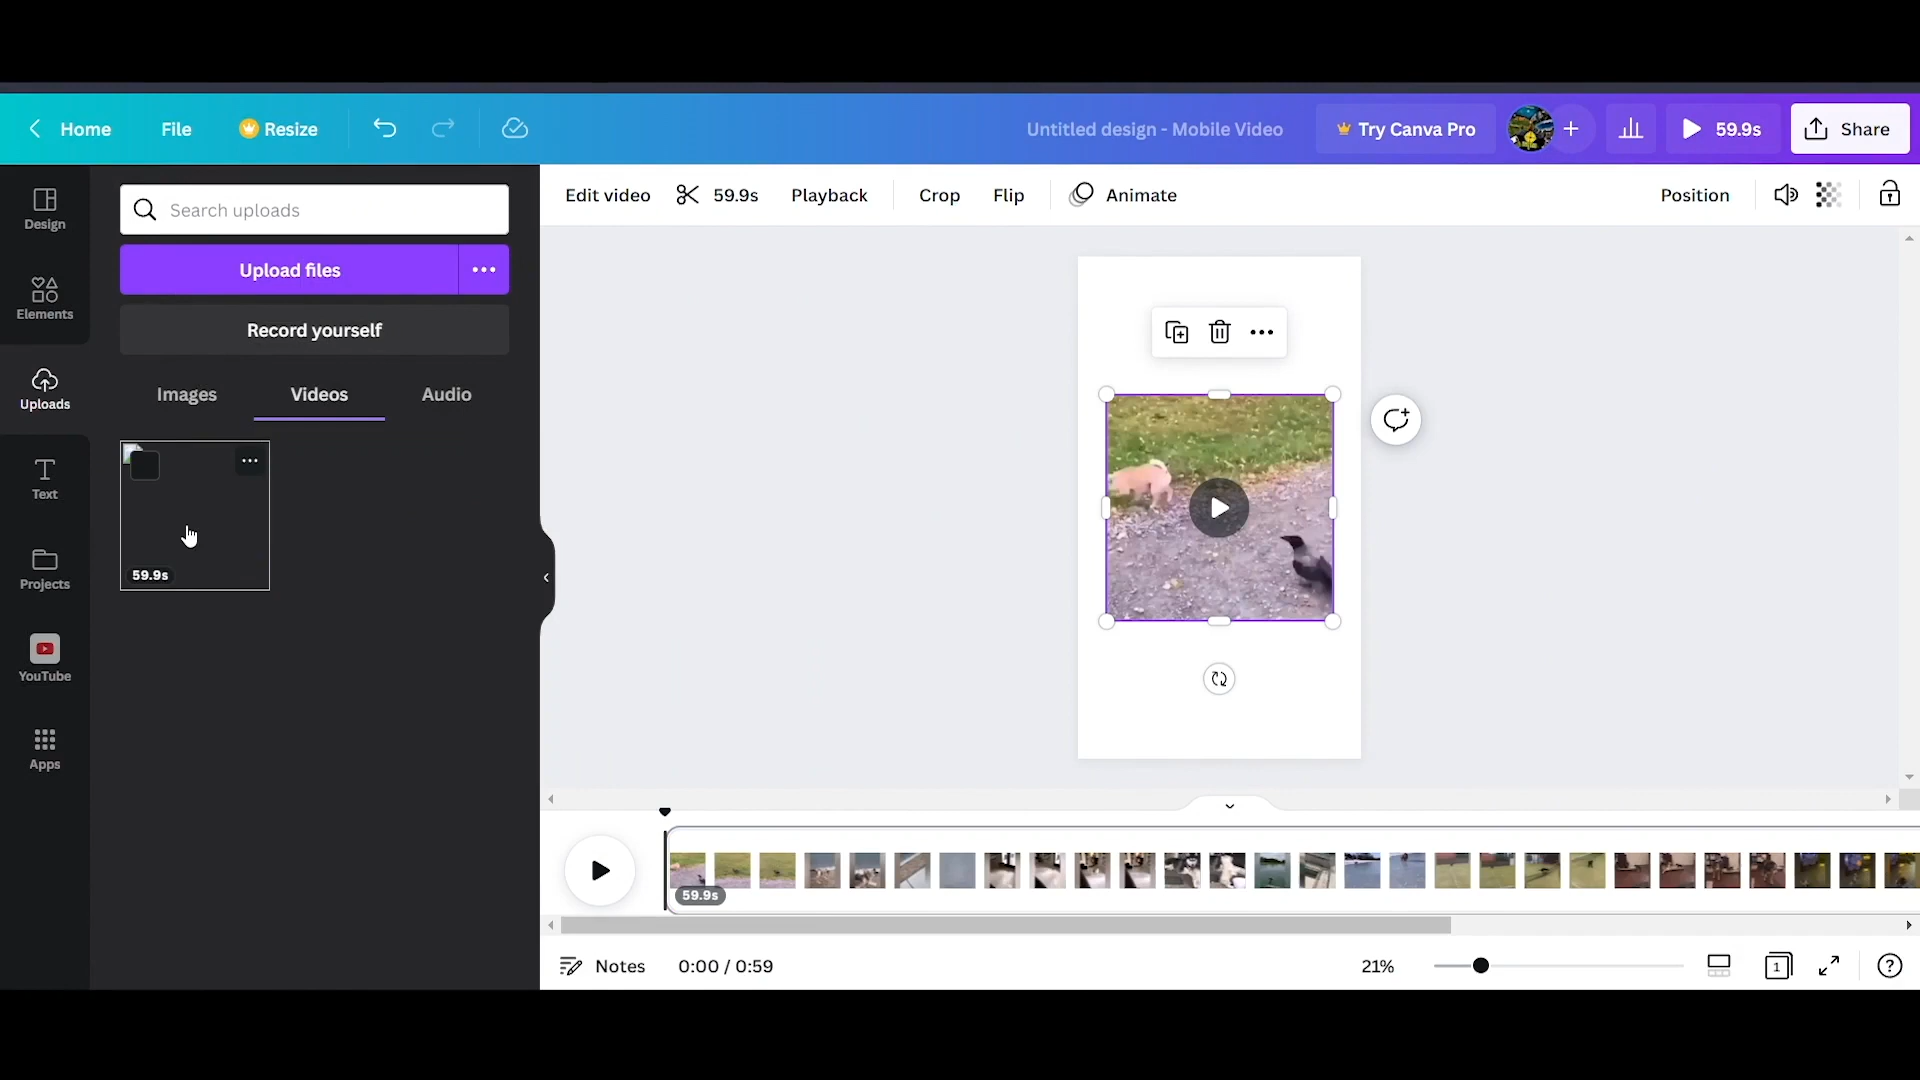 Home
File
Resize
Untitled design - Mobile Video
Try Canva Pro
59.9s
Share
Design
Elements
Uploads
Text
Projects
YouTube
Apps
Search uploads
Upload files
Record yourself
Images
Videos
Audio
59.9s
Edit video
59.9s
Playback
Crop
Flip
Animate
Position
59.9s
Notes
0:00 / 0:59
21%
1